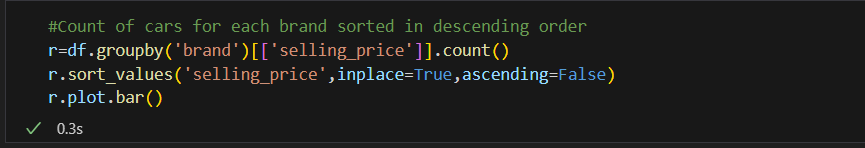 #Count of cars for each brand sorted in descending order
r=df.groupby('brand')[['selling_price']].count()
r.sort_values('selling_price',inplace=True,ascending=False)
r.plot.bar()
✓ 0.3s